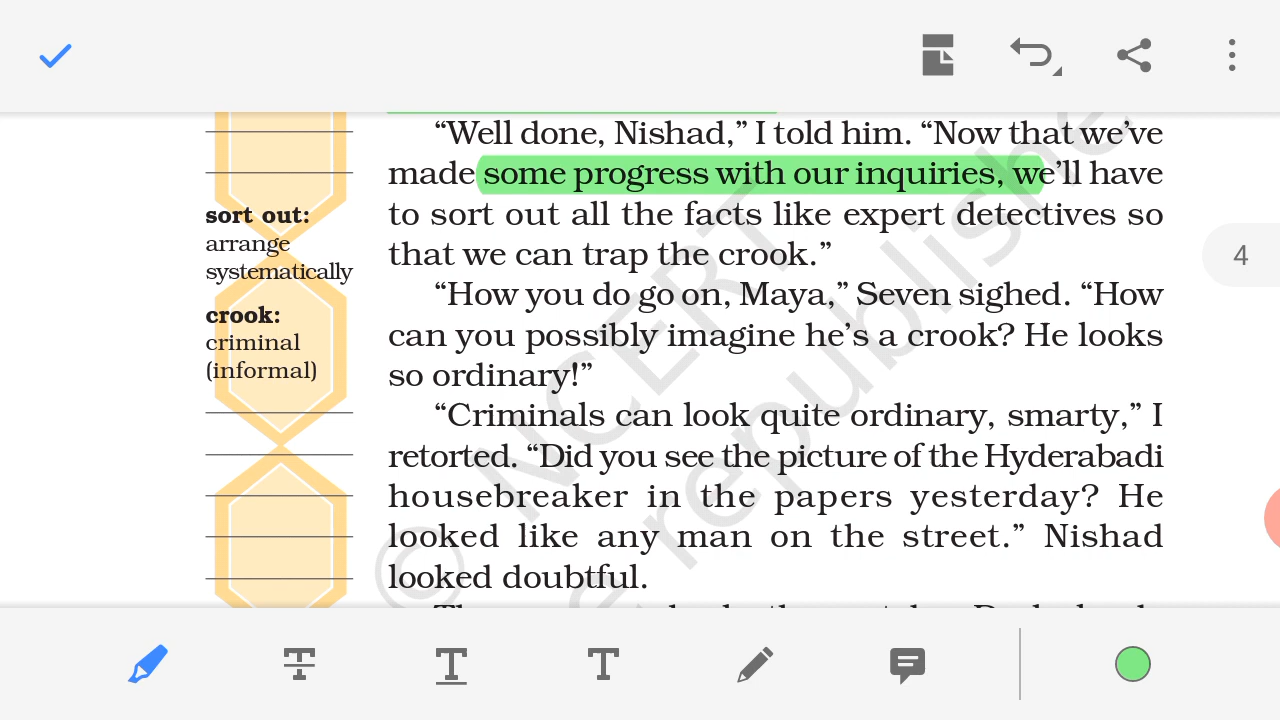 “Well done, Nishad,” I told him. “Now that we’ve
made some progress with our inquiries, we’ll have
to sort out all the facts like expert detectives so
that we can trap the crook.”
“How you do go on, Maya,” Seven sighed. “How
can you possibly imagine he’s a crook? He looks
so ordinary!”
“Criminals can look quite ordinary, smarty,” I
retorted. “Did you see the picture of the Hyderabadi
housebreaker in the papers yesterday? He
looked like any man on the street.” Nishad
looked doubtful.
sort out:
arrange
systematically
crook:
criminal
(informal)
4
© NCERT
republishe